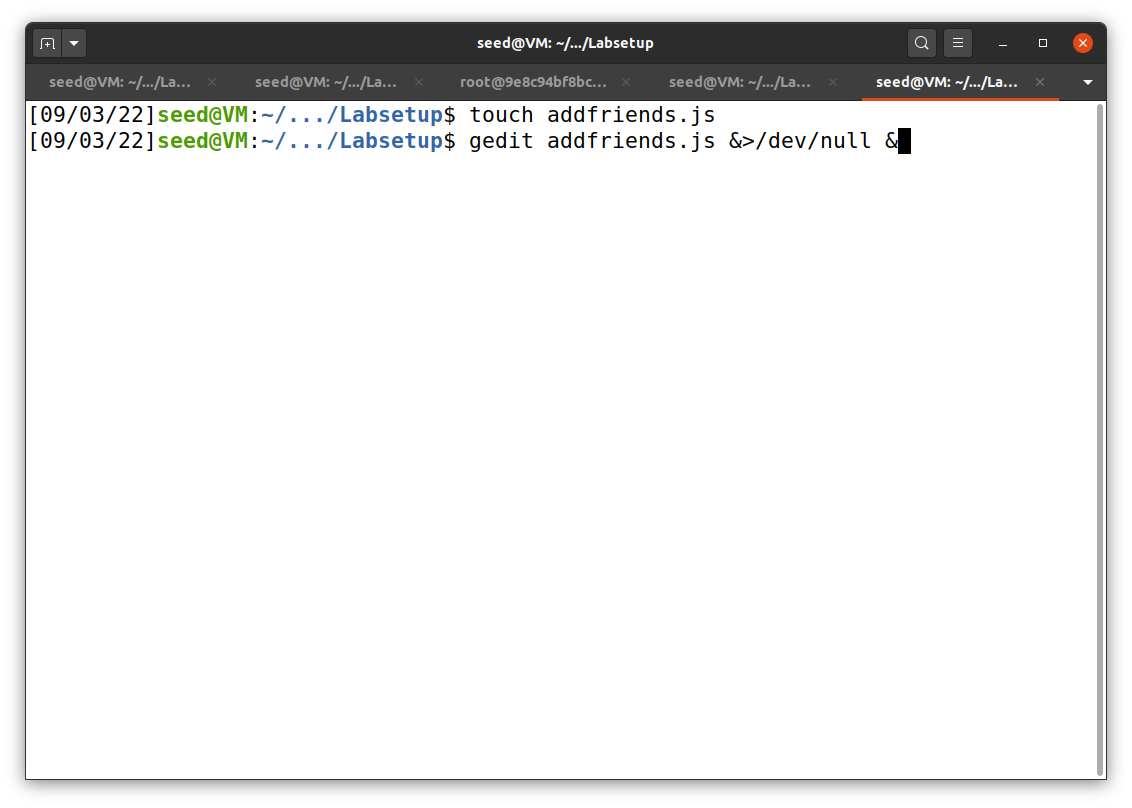 seed@VM: ~/.../Labsetup
seed@VM: ~/.../La... seed@VM: ~/.../La... root@9e8c94bf8bc... seed@VM: ~/.../La... seed@VM: ~/.../La...
[09/03/22]seed@VM:~/.../Labsetup$ touch addfriends.js
[09/03/22]seed@VM:~/.../Labsetup$ gedit addfriends.js &>/dev/null &